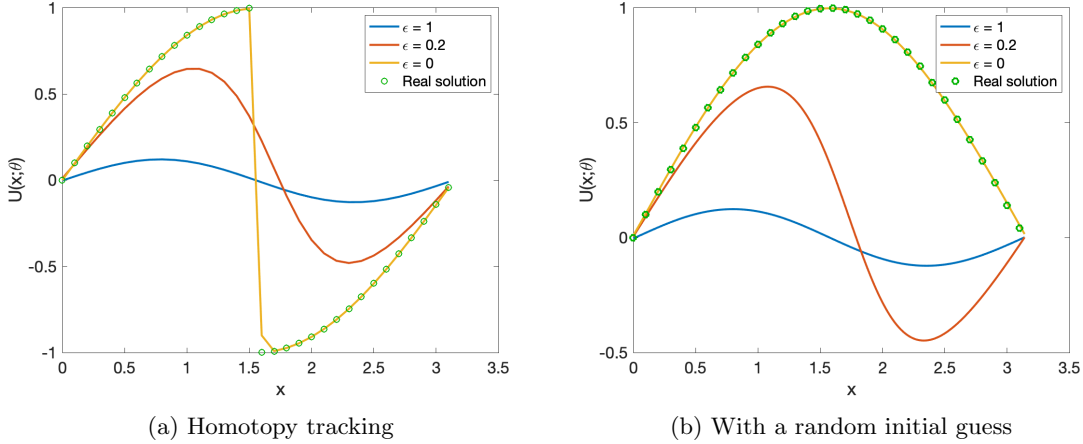 1
0.5
0
-0.5
-1
U(x;θ)
0 0.5 1 1.5 2 2.5 3 3.5
x
ϵ = 1
ϵ = 0.2
ϵ = 0
Real solution
(a) Homotopy tracking
1
0.5
0
-0.5
U(x;θ)
0 0.5 1 1.5 2 2.5 3 3.5
x
ϵ = 1
ϵ = 0.2
ϵ = 0
Real solution
(b) With a random initial guess